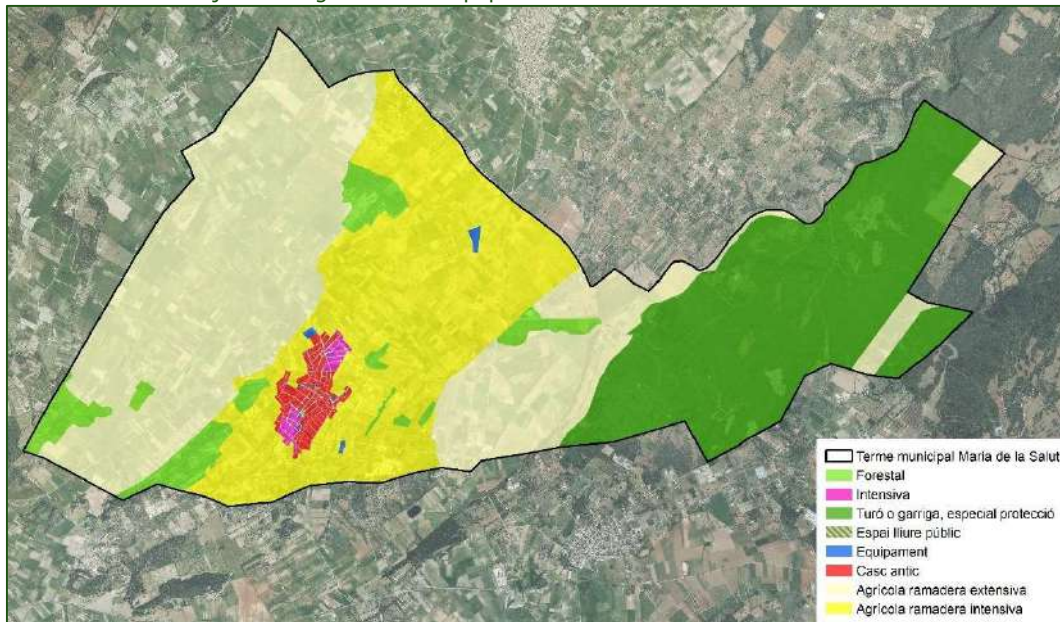 Terme municipal Maria de la Salut
Forestal
Intensiva
Turó o garriga, especial protecció
Espai lliure públic
Equipament
Casc antic
Agrícola ramadera extensiva
Agrícola ramadera intensiva